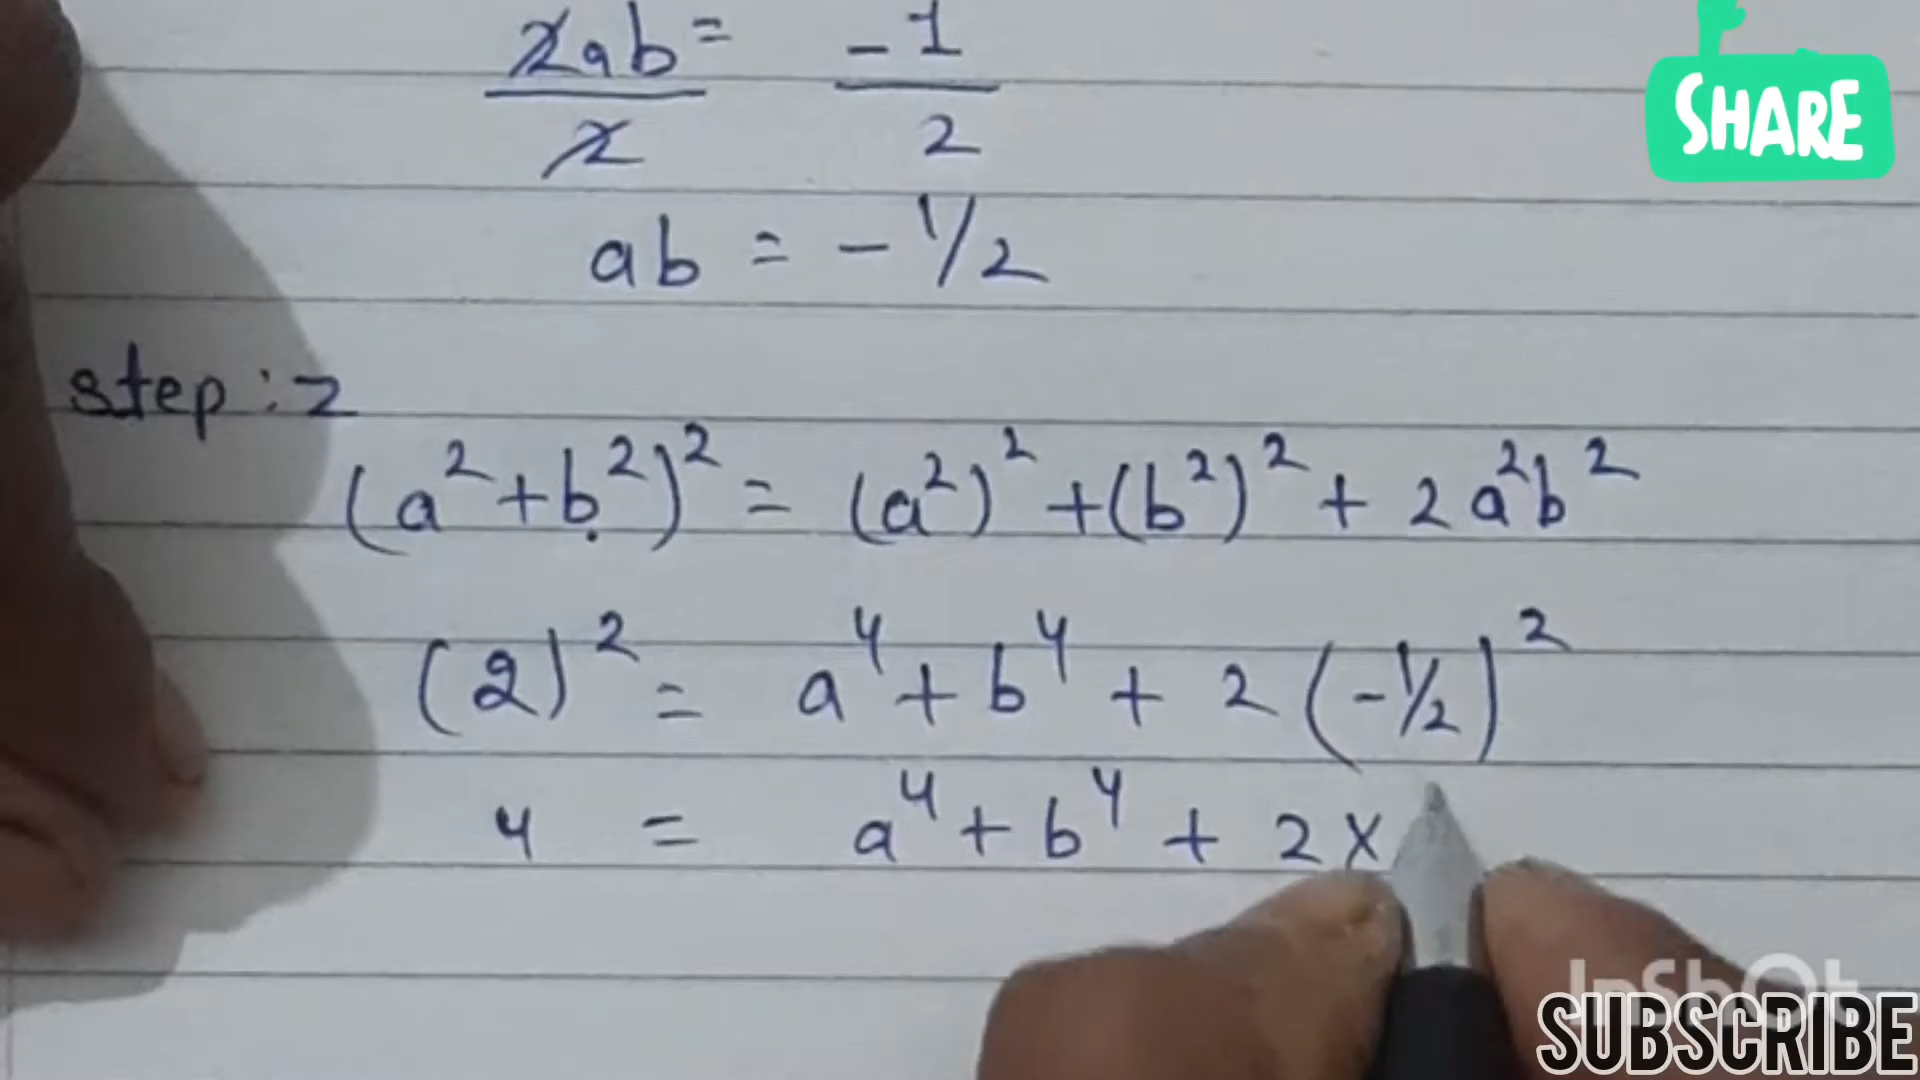 2ab = -1
2 2
SHARE
ab = - 1/2
step : 2
(a² + b²)² = (a²)² + (b²)² + 2a²b²
(2)² = a⁴ + b⁴ + 2(-1/2)²
4 = a⁴ + b⁴ + 2 x
InShOt
SUBSCRIBE